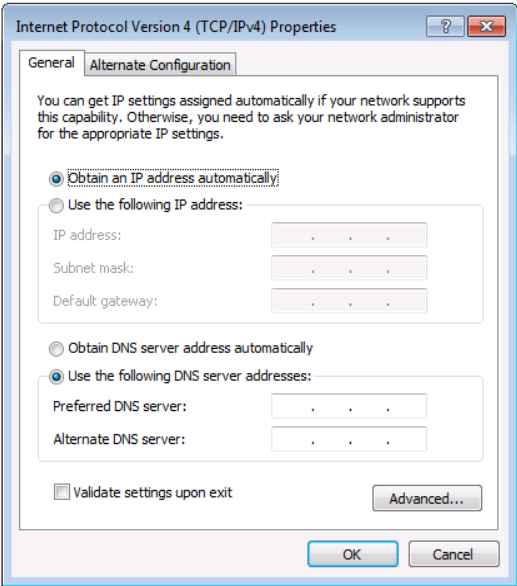 Internet Protocol Version 4 (TCP/IPv4) Properties
General
Alternate Configuration
You can get IP settings assigned automatically if your network supports
this capability. Otherwise, you need to ask your network administrator
for the appropriate IP settings.
Obtain an IP address automatically
Use the following IP address:
IP address: . . .
Subnet mask: . . .
Default gateway: . . .
Obtain DNS server address automatically
Use the following DNS server addresses:
Preferred DNS server: . . .
Alternate DNS server: . . .
Validate settings upon exit
Advanced...
OK
Cancel